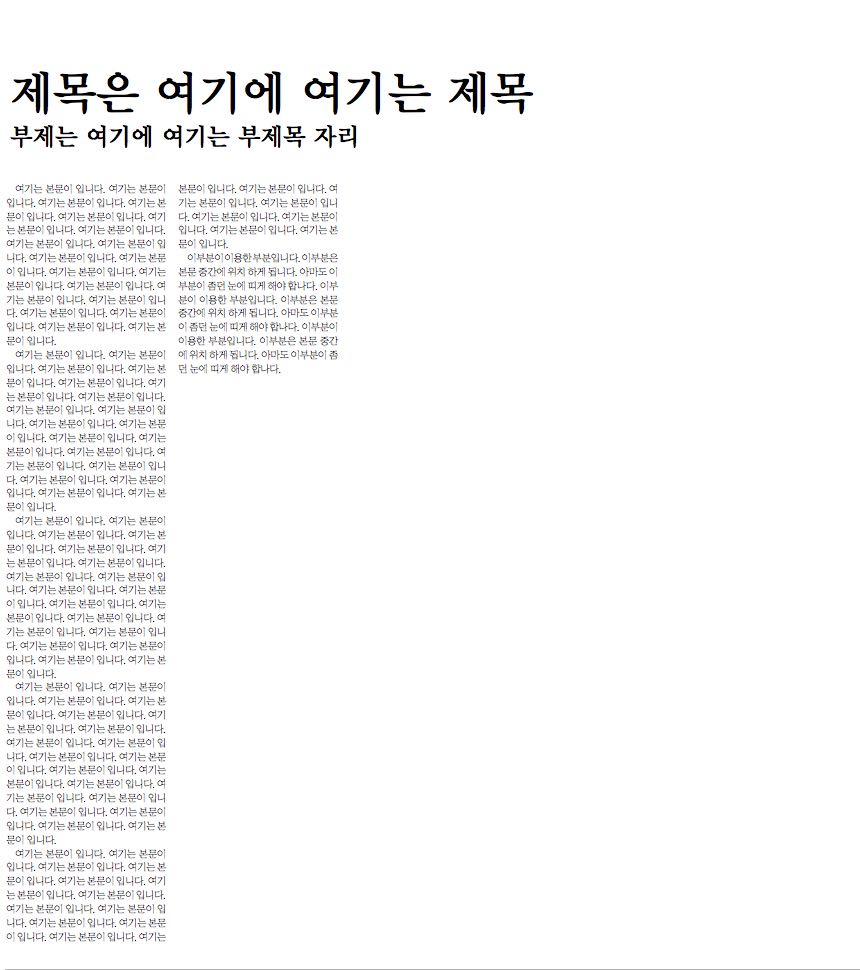 제목은 여기에 여기는 제목
부제는 여기에 여기는 부제목 자리
여기는 본문이 입니다. 여기는 본문이
입니다. 여기는 본문이 입니다. 여기는 본
문이 입니다. 여기는 본문이 입니다. 여기
는 본문이 입니다. 여기는 본문이 입니다.
여기는 본문이 입니다. 여기는 본문이 입
니다. 여기는 본문이 입니다. 여기는 본문
이 입니다. 여기는 본문이 입니다. 여기는
본문이 입니다. 여기는 본문이 입니다. 여
기는 본문이 입니다. 여기는 본문이 입니
다. 여기는 본문이 입니다. 여기는 본문이
입니다. 여기는 본문이 입니다. 여기는 본
문이 입니다.
여기는 본문이 입니다. 여기는 본문이
입니다. 여기는 본문이 입니다. 여기는 본
문이 입니다. 여기는 본문이 입니다. 여기
는 본문이 입니다. 여기는 본문이 입니다.
여기는 본문이 입니다. 여기는 본문이 입
니다. 여기는 본문이 입니다. 여기는 본문
이 입니다. 여기는 본문이 입니다. 여기는
본문이 입니다. 여기는 본문이 입니다. 여
기는 본문이 입니다. 여기는 본문이 입니
다. 여기는 본문이 입니다. 여기는 본문이
입니다. 여기는 본문이 입니다. 여기는 본
문이 입니다.
여기는 본문이 입니다. 여기는 본문이
입니다. 여기는 본문이 입니다. 여기는 본
문이 입니다. 여기는 본문이 입니다. 여기
는 본문이 입니다. 여기는 본문이 입니다.
여기는 본문이 입니다. 여기는 본문이 입
니다. 여기는 본문이 입니다. 여기는 본문
이 입니다. 여기는 본문이 입니다. 여기는
본문이 입니다. 여기는 본문이 입니다. 여
기는 본문이 입니다. 여기는 본문이 입니
다. 여기는 본문이 입니다. 여기는 본문이
입니다. 여기는 본문이 입니다. 여기는 본
문이 입니다.
여기는 본문이 입니다. 여기는 본문이
입니다. 여기는 본문이 입니다. 여기는 본
문이 입니다. 여기는 본문이 입니다. 여기
는 본문이 입니다. 여기는 본문이 입니다.
여기는 본문이 입니다. 여기는 본문이 입
니다. 여기는 본문이 입니다. 여기는 본문
이 입니다. 여기는 본문이 입니다. 여기는
본문이 입니다. 여기는 본문이 입니다. 여
기는 본문이 입니다. 여기는 본문이 입니
다. 여기는 본문이 입니다. 여기는 본문이
입니다. 여기는 본문이 입니다. 여기는 본
문이 입니다.
여기는 본문이 입니다. 여기는 본문이
입니다. 여기는 본문이 입니다. 여기는 본
문이 입니다. 여기는 본문이 입니다. 여기
는 본문이 입니다. 여기는 본문이 입니다.
여기는 본문이 입니다. 여기는 본문이 입
니다. 여기는 본문이 입니다. 여기는 본문
이 입니다. 여기는 본문이 입니다. 여기는
본문이 입니다. 여기는 본문이 입니다. 여
기는 본문이 입니다. 여기는 본문이 입니
다. 여기는 본문이 입니다. 여기는 본문이
입니다. 여기는 본문이 입니다. 여기는 본
문이 입니다.
이부분이 이용한 부분입니다. 이부분은
본문 중간에 위치 하게 됩니다. 아마도 이
부분이 좀던 눈에 띠게 해야 합나다. 이부
분이 이용한 부분입니다. 이부분은 본문
중간에 위치 하게 됩니다. 아마도 이부분
이 좀던 눈에 띠게 해야 합나다. 이부분이
이용한 부분입니다. 이부분은 본문 중간
에 위치 하게 됩니다. 아마도 이부분이 좀
던 눈에 띠게 해야 합나다.